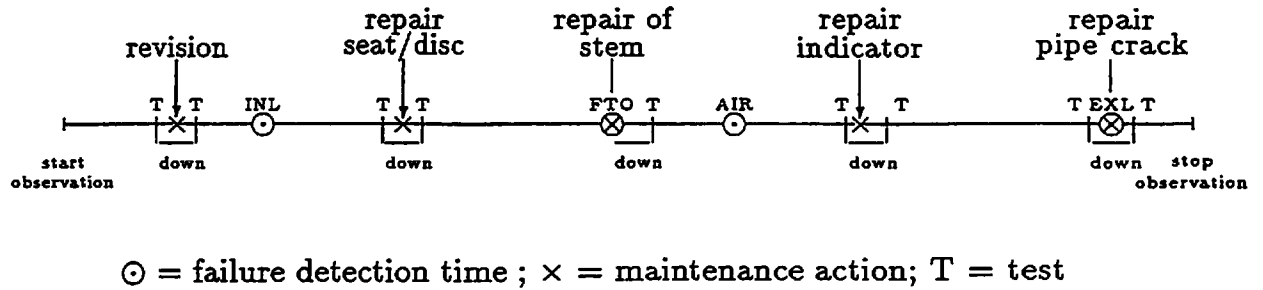 revision
repair
seat/disc
repair of
stem
repair
indicator
repair
pipe crack
T T INL T T FTO T AIR T T T EXL T
start
observation
down
down
down
down
down
stop
observation
⊙ = failure detection time ; × = maintenance action; T = test